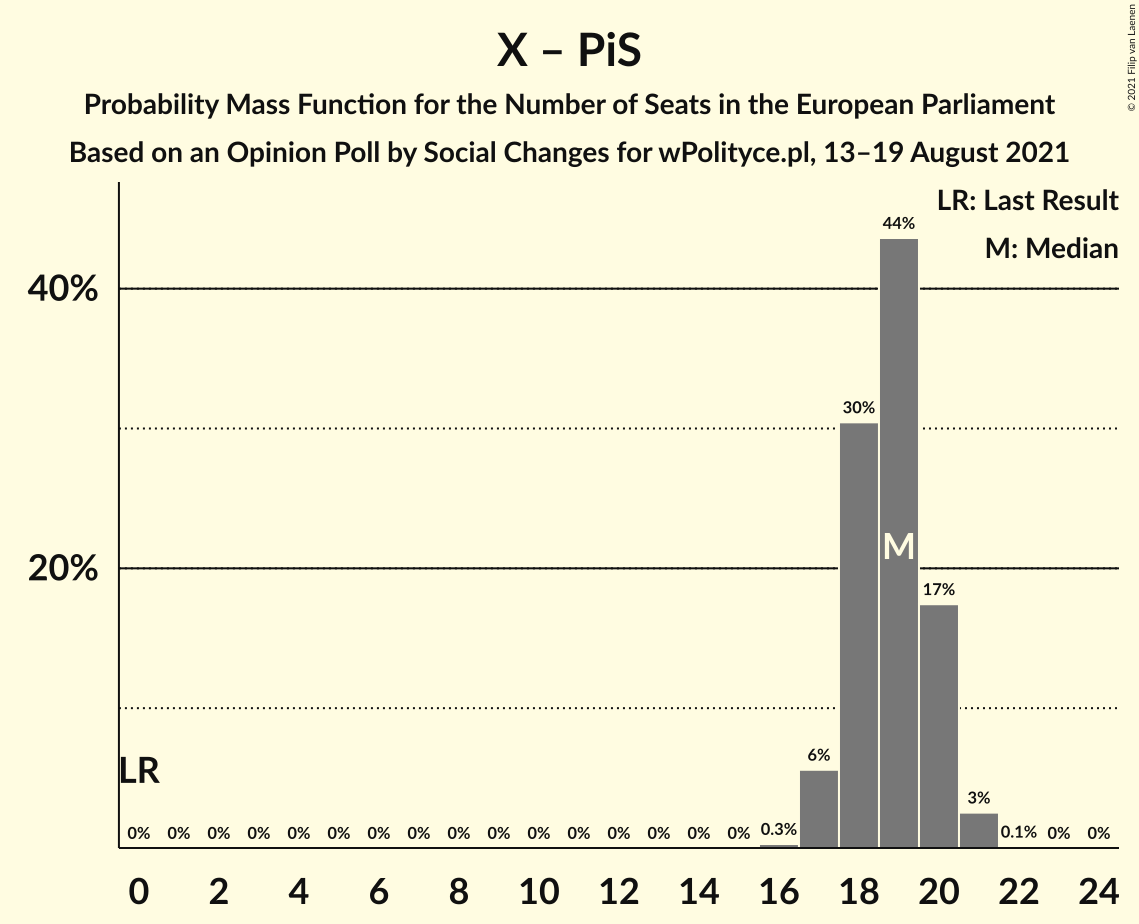 X – PiS
Probability Mass Function for the Number of Seats in the European Parliament
Based on an Opinion Poll by Social Changes for wPolityce.pl, 13–19 August 2021
© 2021 Filip van Laenen
LR: Last Result
M: Median
44%
40%
30%
M
20%
17%
6%
LR
3%
0% 0% 0% 0% 0% 0% 0% 0% 0% 0% 0% 0% 0% 0% 0% 0% 0.3% 0.1% 0% 0%
0 2 4 6 8 10 12 14 16 18 20 22 24